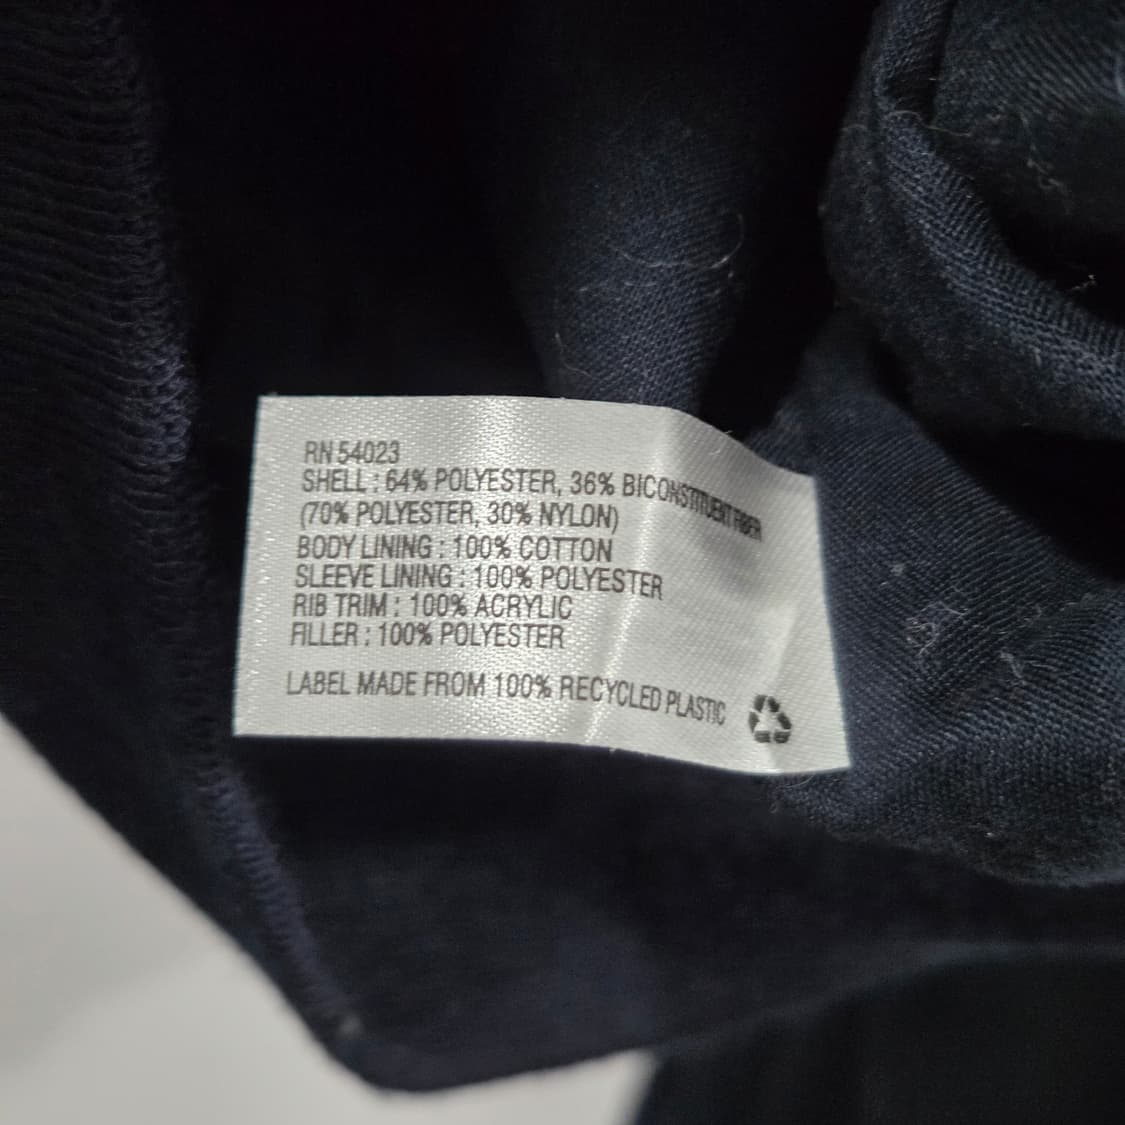 RN 54023
SHELL : 64% POLYESTER, 36% BICONSTITUENT FIBER
(70% POLYESTER, 30% NYLON)
BODY LINING : 100% COTTON
SLEEVE LINING : 100% POLYESTER
RIB TRIM : 100% ACRYLIC
FILLER : 100% POLYESTER
LABEL MADE FROM 100% RECYCLED PLASTIC